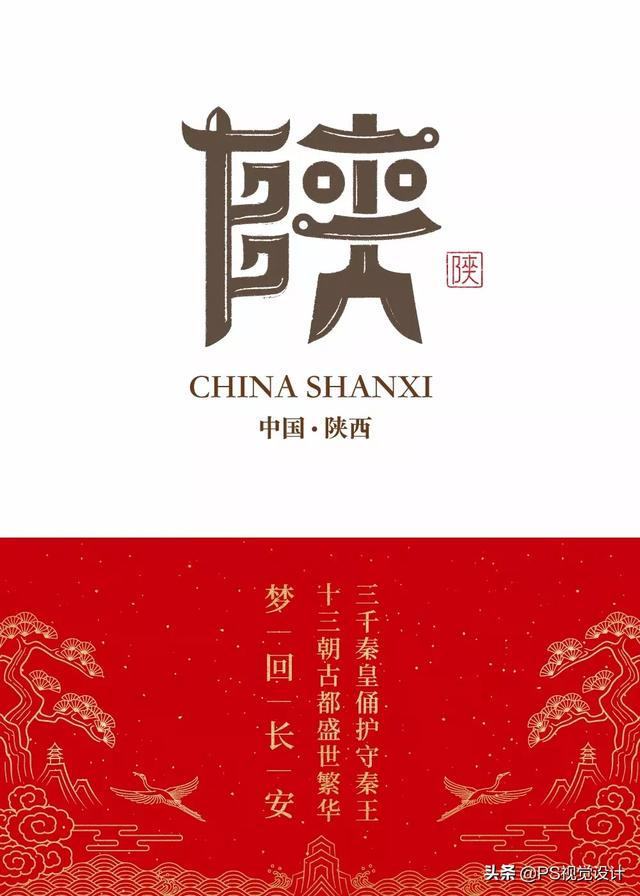 陕
陕
CHINA SHANXI
中国·陕西
三千秦皇俑护守秦王
十三朝古都盛世繁华
梦|回|长|安
头条 @PS视觉设计